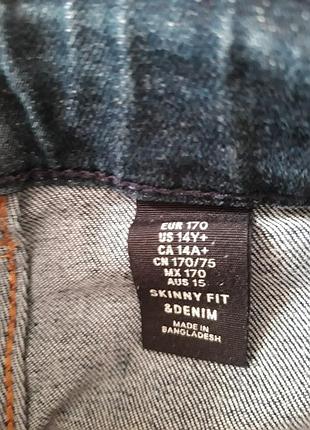 EUR 170
US 14Y+
CA 14A+
CN 170/75
MX 170
AUS 15
SKINNY FIT
&DENIM
MADE IN
BANGLADESH